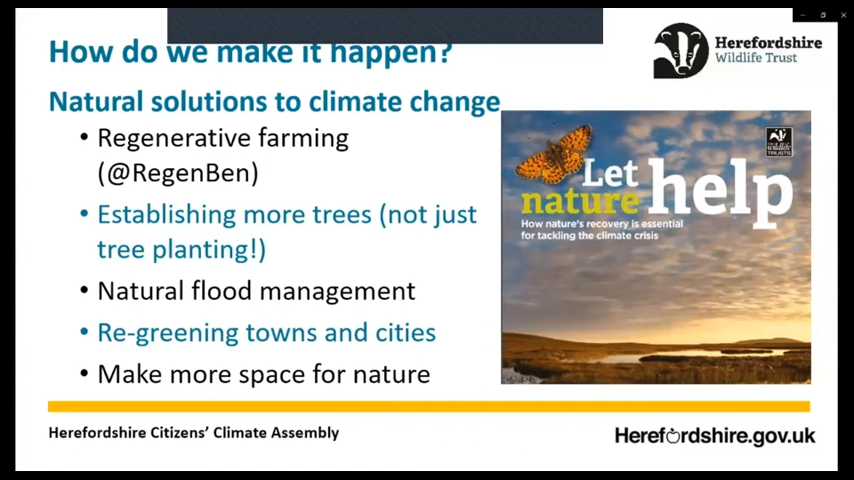 How do we make it happen?
Herefordshire
Wildlife Trust
Natural solutions to climate change
• Regenerative farming
(@RegenBen)
• Establishing more trees (not just
tree planting!)
• Natural flood management
• Re-greening towns and cities
• Make more space for nature
Let
nature help
How nature's recovery is essential
for tackling the climate crisis
Herefordshire Citizens' Climate Assembly
Herefordshire.gov.uk